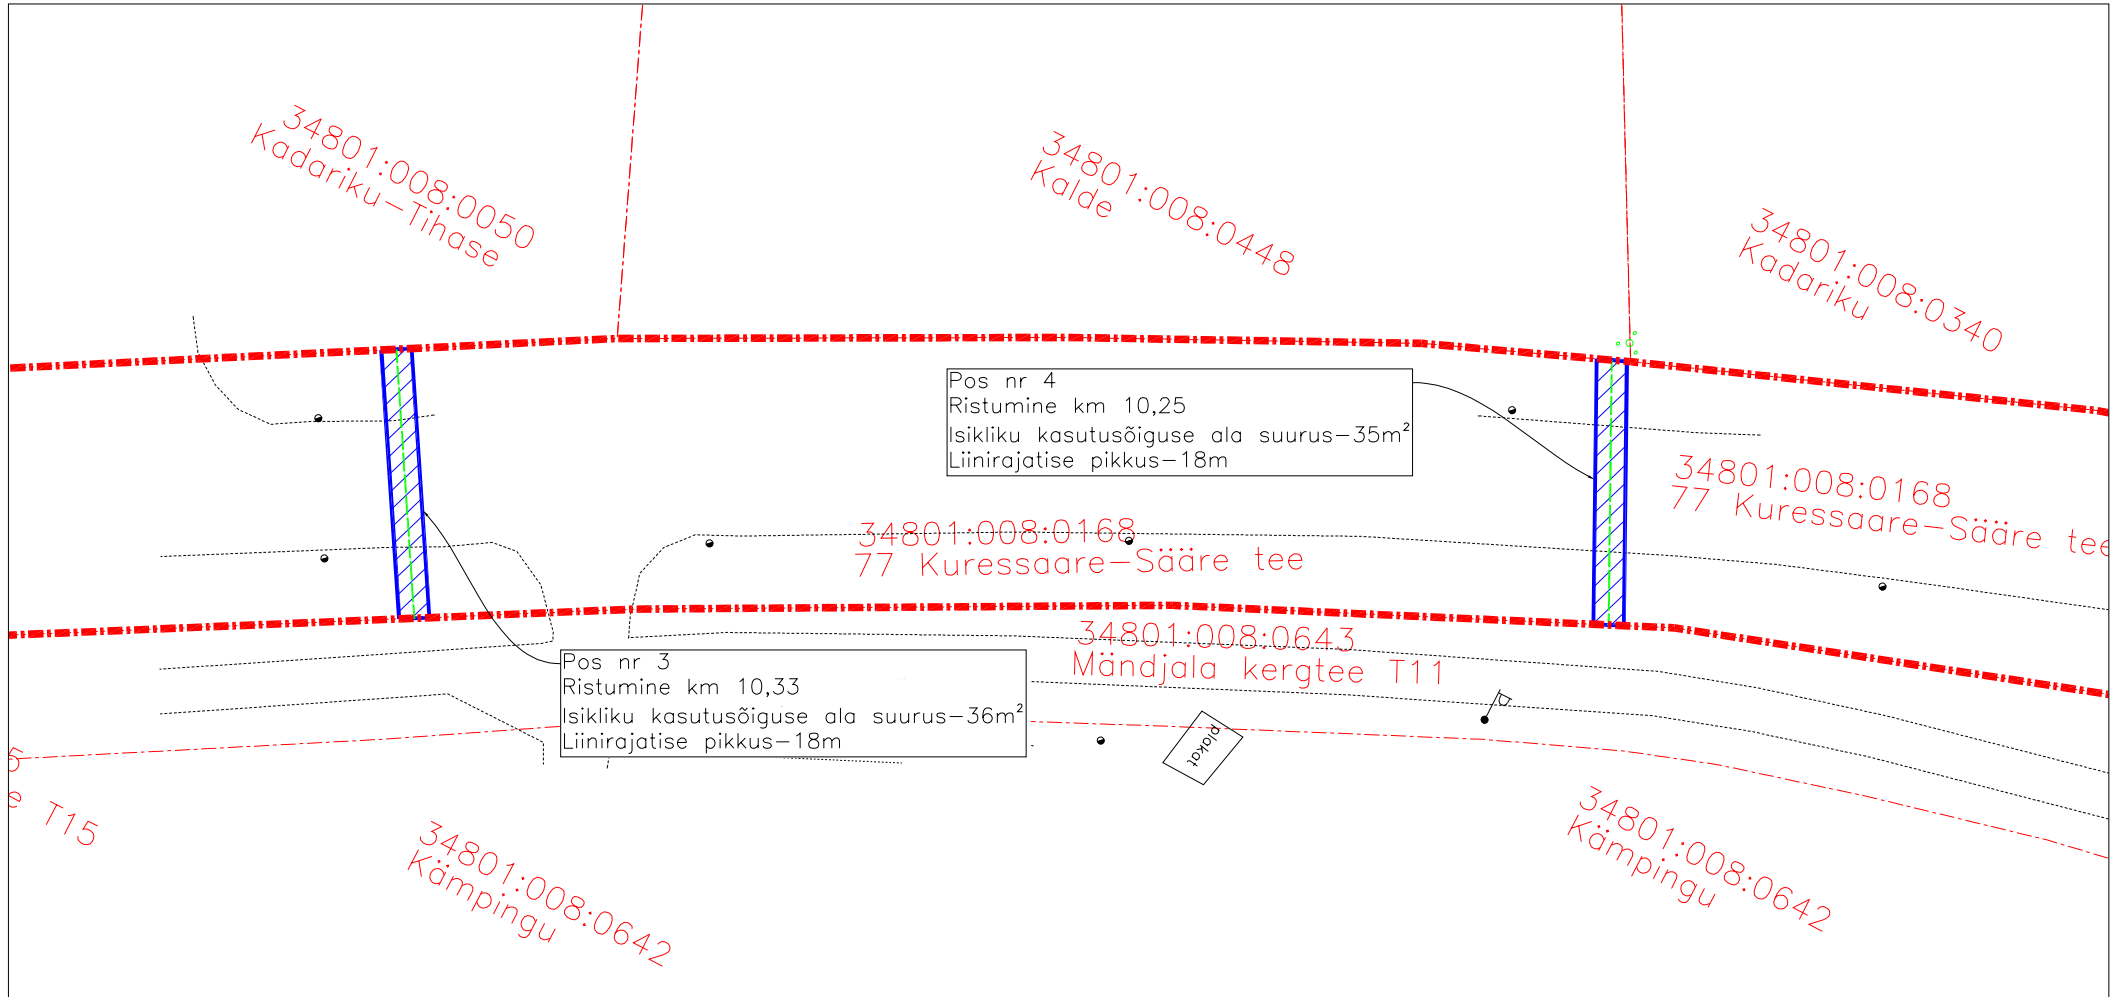 34801:008:0050
Kadariku-Tihase
34801:008:0448
Kalde
34801:008:0340
Kadariku
Pos nr 4
Ristumine km 10,25
Isikliku kasutusõiguse ala suurus-35m²
Liinirajatise pikkus-18m
34801:008:0168
77 Kuressaare-Sääre tee
34801:008:0168
77 Kuressaare-Sääre tee
34801:008:0643
Mändjala kergtee T11
Pos nr 3
Ristumine km 10,33
Isikliku kasutusõiguse ala suurus-36m²
Liinirajatise pikkus-18m
plakat
5
e T15
34801:008:0642
Kämpingu
34801:008:0642
Kämpingu